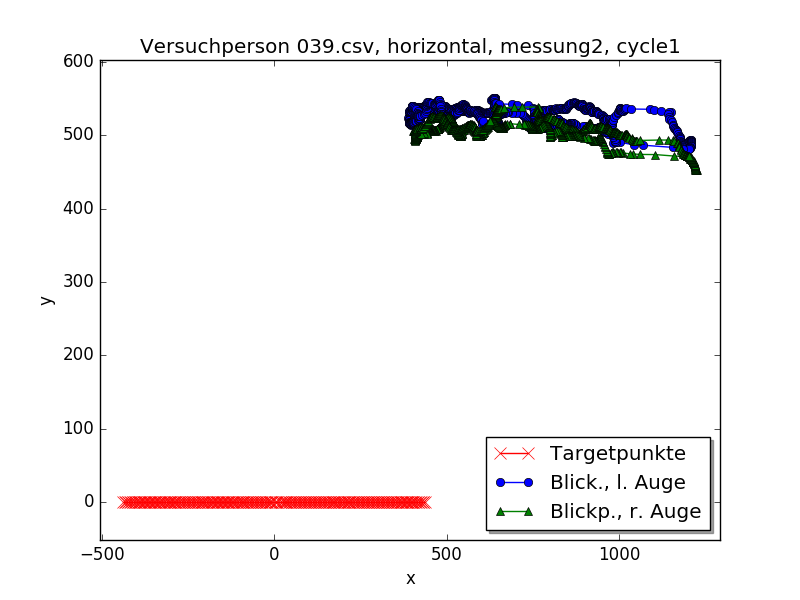 Versuchperson 039.csv, horizontal, messung2, cycle1
600
500
400
300
200
100
0
y
−500
0
500
1000
x
Targetpunkte
Blick., l. Auge
Blickp., r. Auge